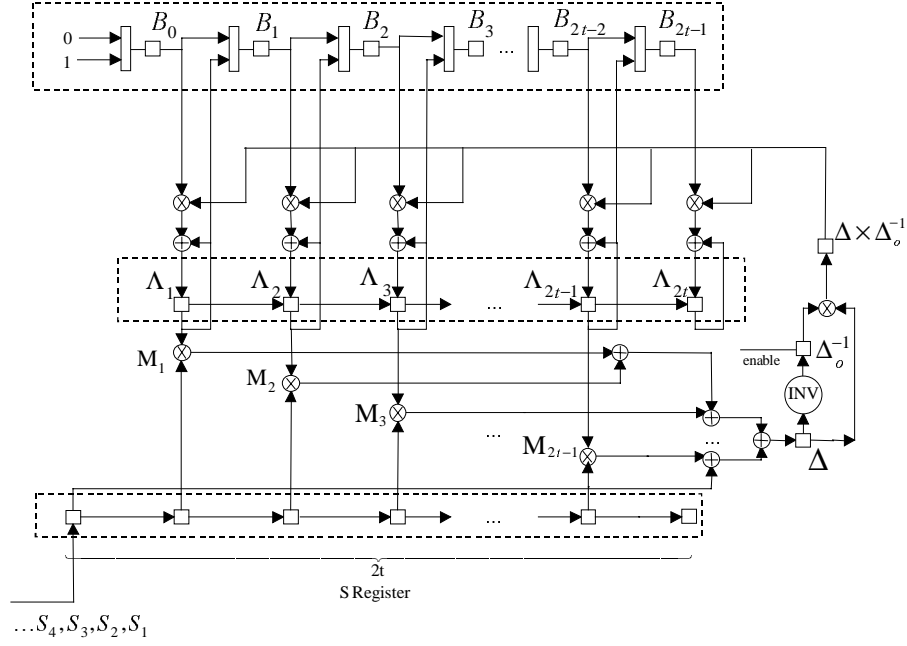 B₀ B₁ B₂ B₃ ... B₂ₜ₋₂ B₂ₜ₋₁
0
1
Δ × Δₒ⁻¹
Λ₁ Λ₂ Λ₃ ... Λ₂ₜ₋₁ Λ₂ₜ
M₁
enable
Δₒ⁻¹
M₂
INV
M₃
...
...
M₂ₜ₋₁
Δ
...
2t
S Register
...S₄,S₃,S₂,S₁